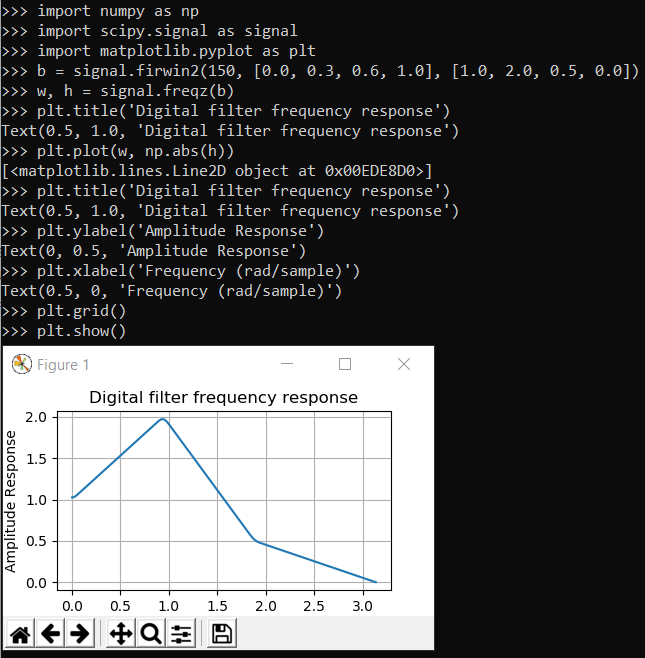 >>> import numpy as np
>>> import scipy.signal as signal
>>> import matplotlib.pyplot as plt
>>> b = signal.firwin2(150, [0.0, 0.3, 0.6, 1.0], [1.0, 2.0, 0.5, 0.0])
>>> w, h = signal.freqz(b)
>>> plt.title('Digital filter frequency response')
Text(0.5, 1.0, 'Digital filter frequency response')
>>> plt.plot(w, np.abs(h))
[<matplotlib.lines.Line2D object at 0x00EDE8D0>]
>>> plt.title('Digital filter frequency response')
Text(0.5, 1.0, 'Digital filter frequency response')
>>> plt.ylabel('Amplitude Response')
Text(0, 0.5, 'Amplitude Response')
>>> plt.xlabel('Frequency (rad/sample)')
Text(0.5, 0, 'Frequency (rad/sample)')
>>> plt.grid()
>>> plt.show()
Figure 1
Digital filter frequency response
Amplitude Response
2.0
1.5
1.0
0.5
0.0
0.0 0.5 1.0 1.5 2.0 2.5 3.0